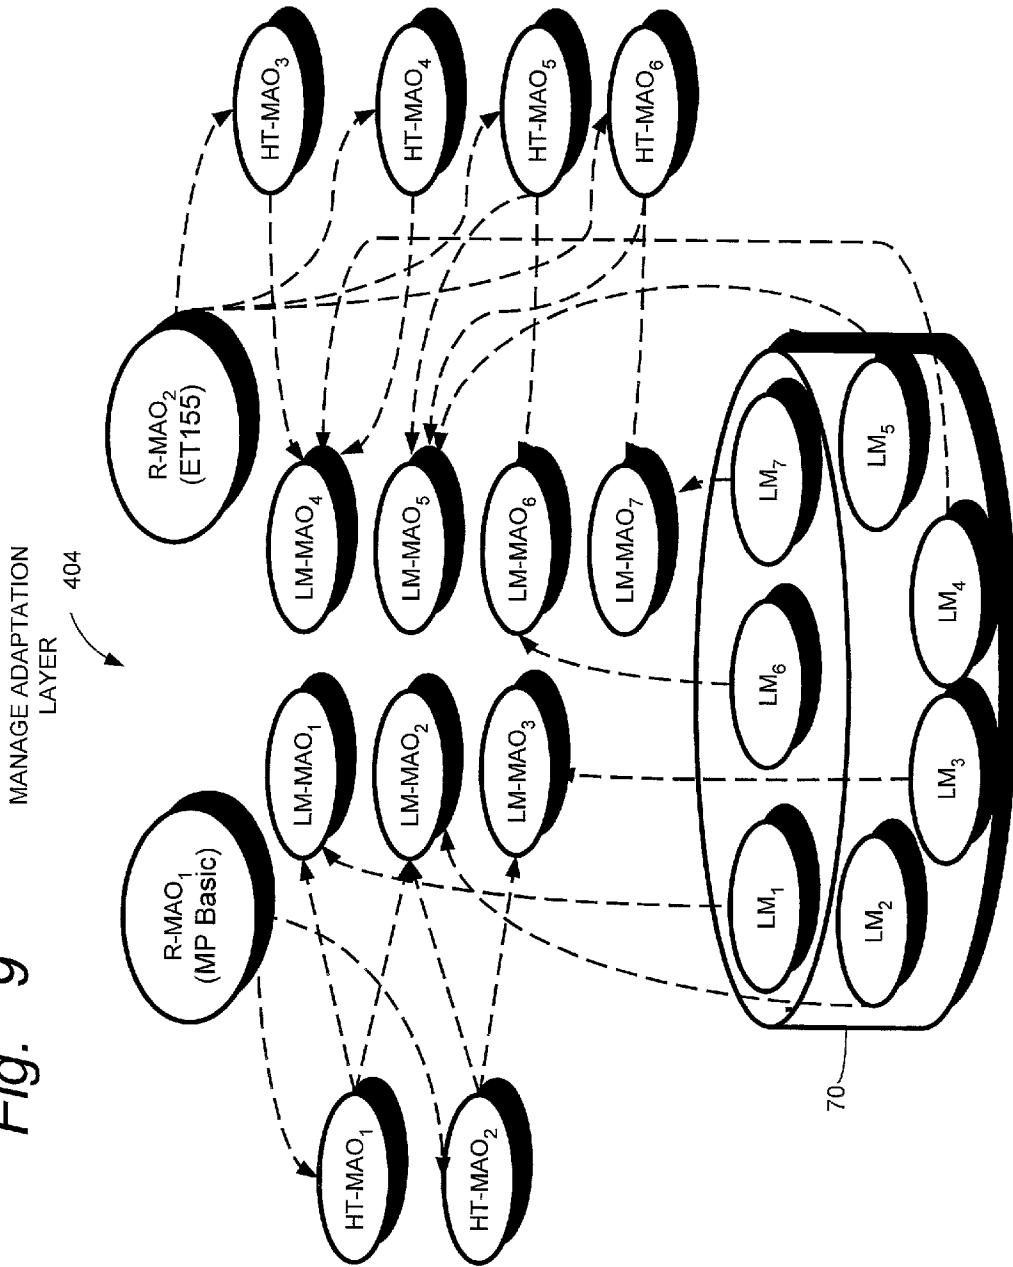 Fig. 9
MANAGE ADAPTATION
LAYER
404
R-MAO1
(MP Basic)
R-MAO2
(ET155)
HT-MAO1
HT-MAO2
LM-MAO1
LM-MAO2
LM-MAO3
LM-MAO4
LM-MAO5
LM-MAO6
LM-MAO7
HT-MAO3
HT-MAO4
HT-MAO5
HT-MAO6
LM1
LM6
LM7
LM2
LM3
LM4
LM5
70